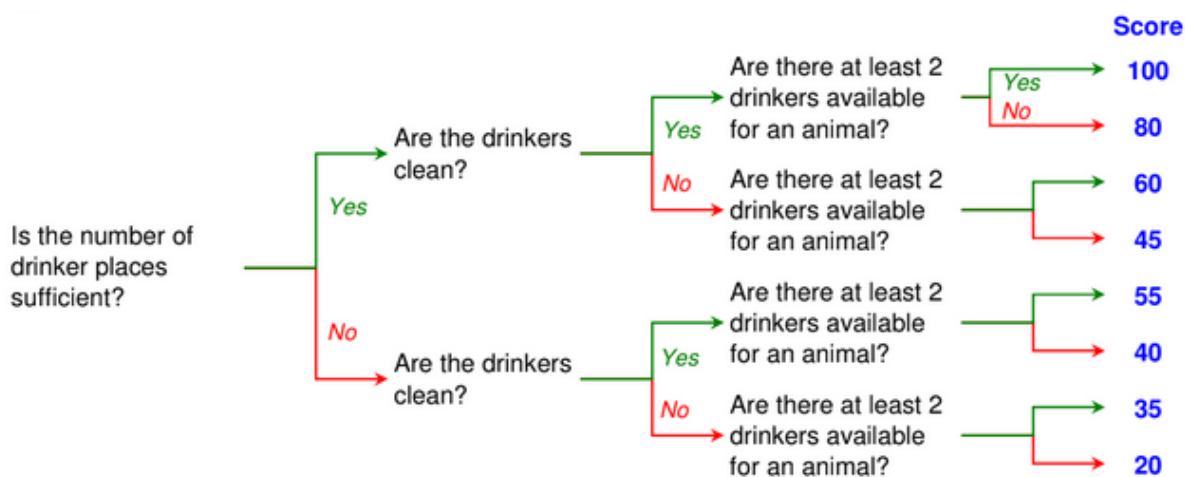 Score
Are there at least 2
drinkers available
for an animal?
Yes
100
No
80
Are the drinkers
clean?
Yes
No
Are there at least 2
drinkers available
for an animal?
60
45
Is the number of
drinker places
sufficient?
Yes
No
Are there at least 2
drinkers available
for an animal?
55
40
Are the drinkers
clean?
Yes
No
Are there at least 2
drinkers available
for an animal?
35
20